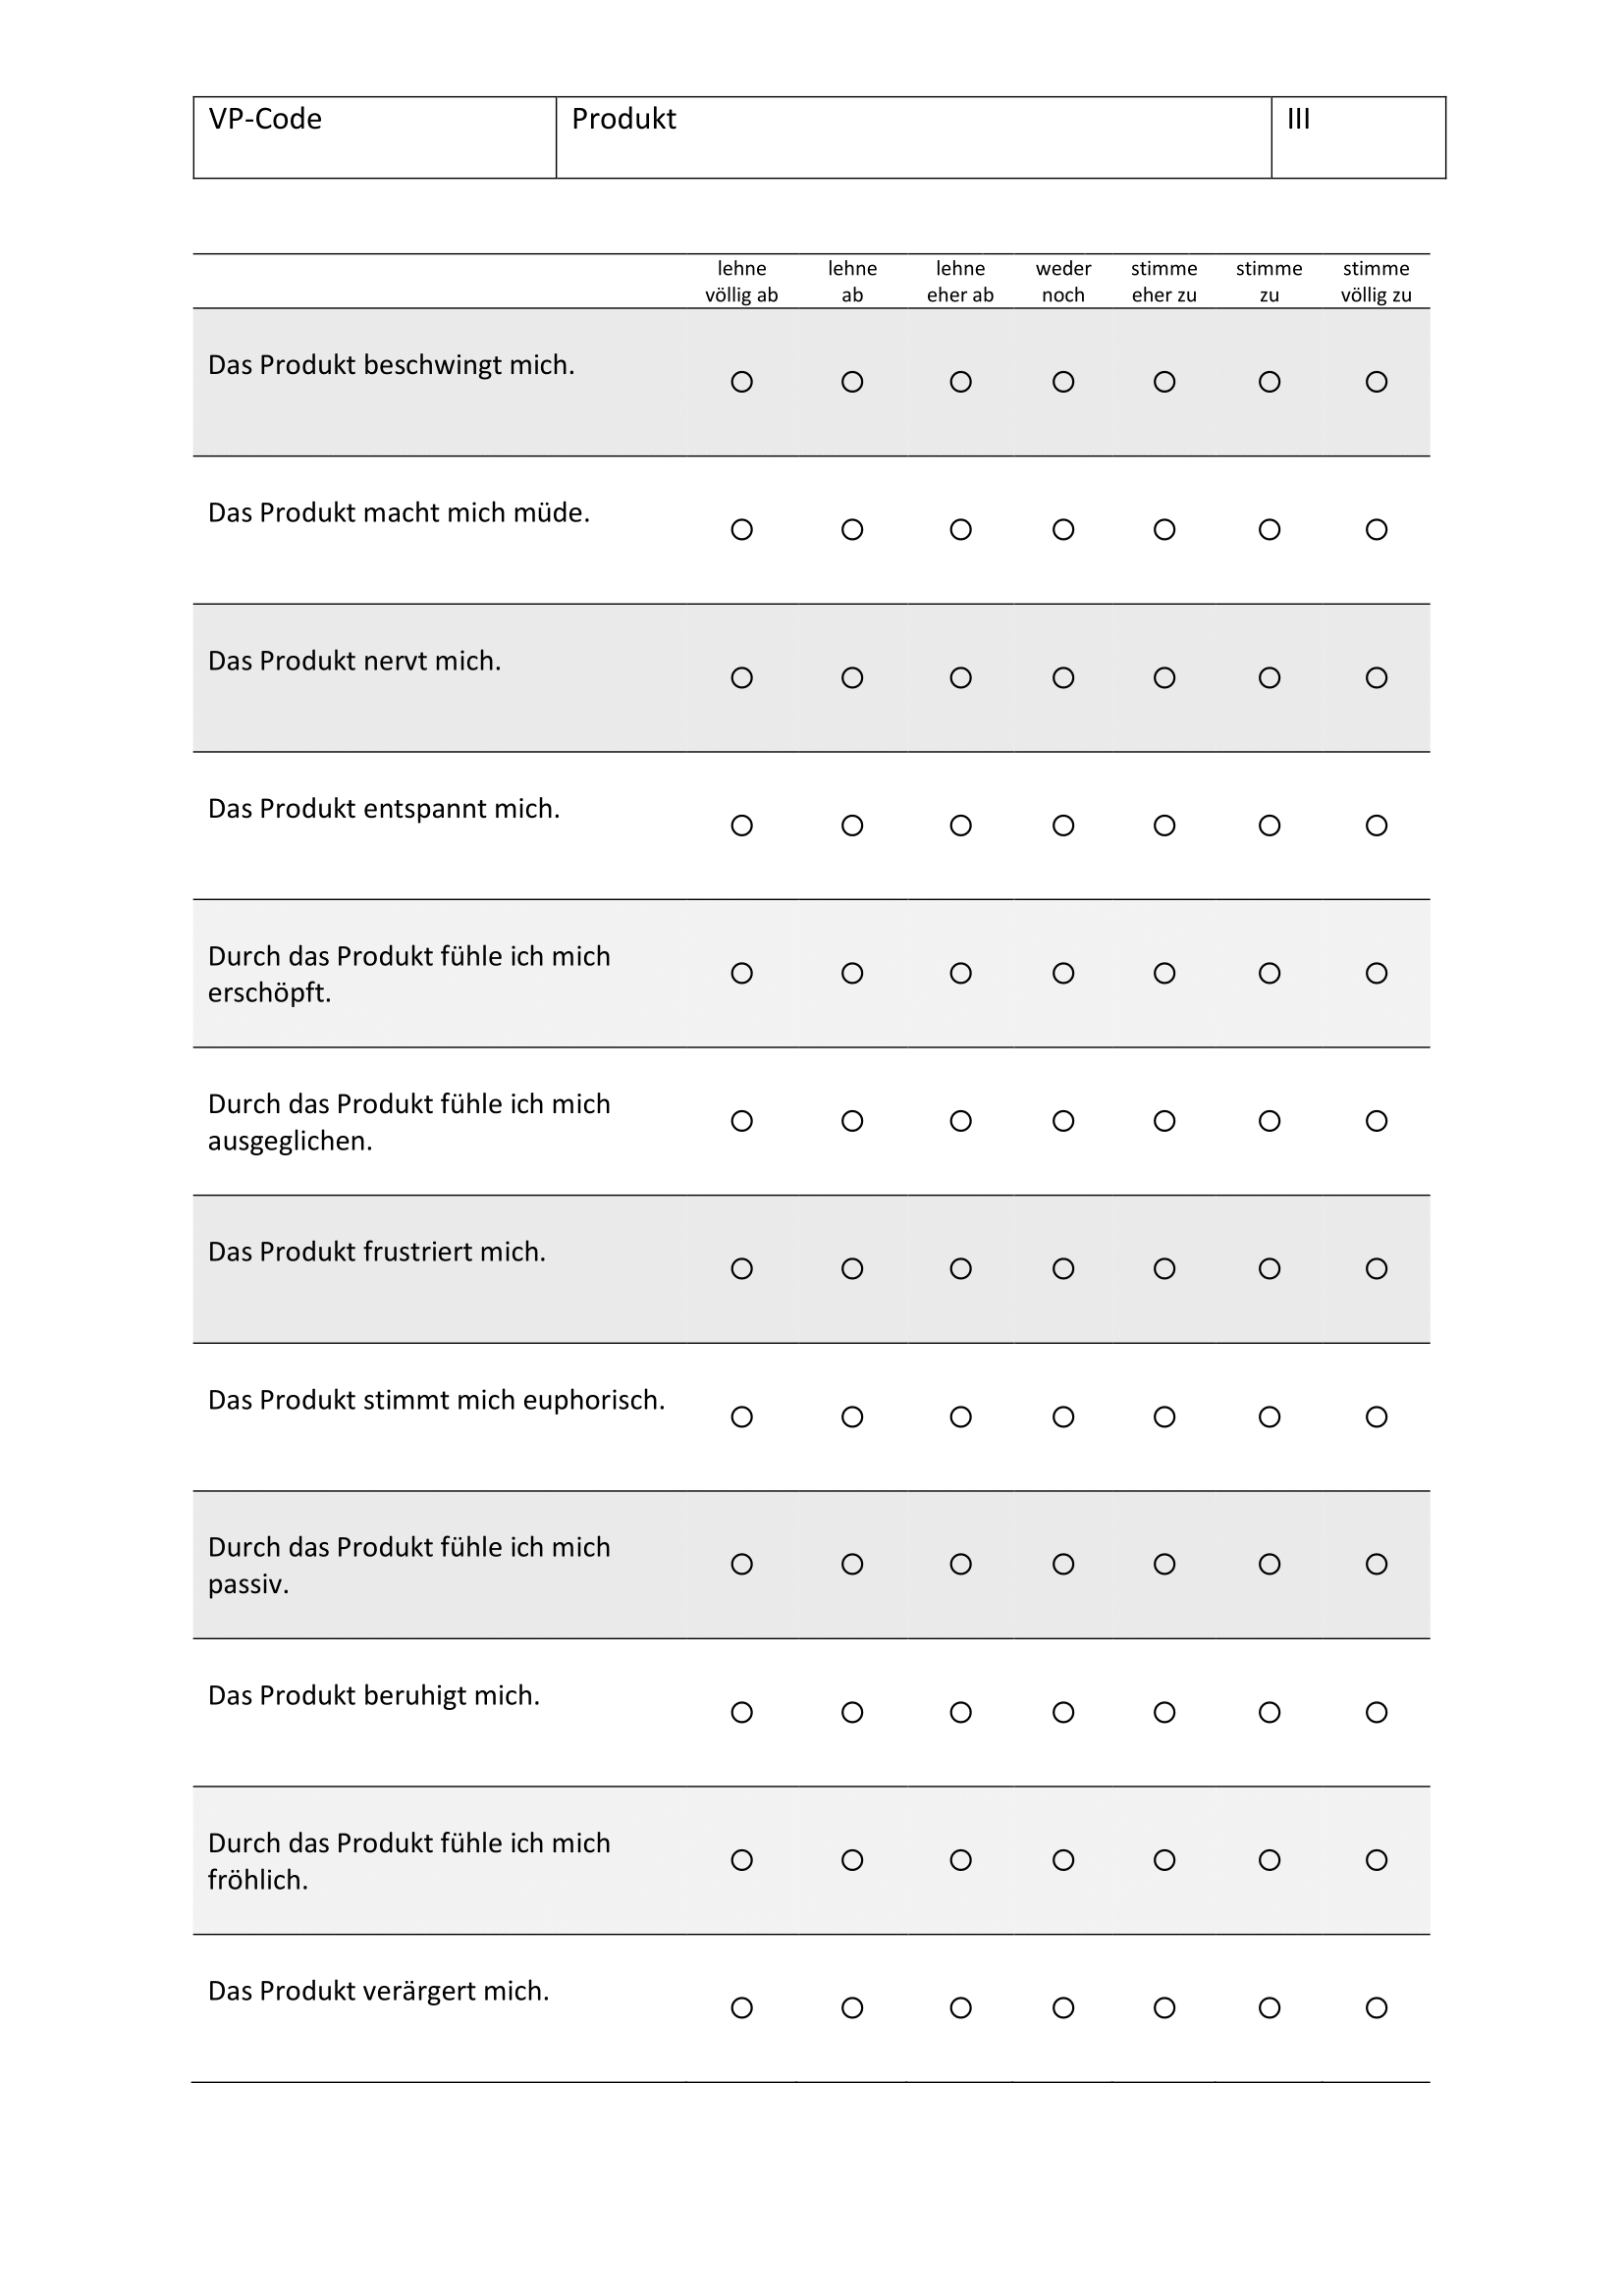 VP-Code Produkt III
lehne lehne lehne weder stimme stimme stimme
völlig ab ab eher ab noch eher zu zu völlig zu
Das Produkt beschwingt mich.
Das Produkt macht mich müde.
Das Produkt nervt mich.
Das Produkt entspannt mich.
Durch das Produkt fühle ich mich
erschöpft.
Durch das Produkt fühle ich mich
ausgeglichen.
Das Produkt frustriert mich.
Das Produkt stimmt mich euphorisch.
Durch das Produkt fühle ich mich
passiv.
Das Produkt beruhigt mich.
Durch das Produkt fühle ich mich
fröhlich.
Das Produkt verärgert mich.